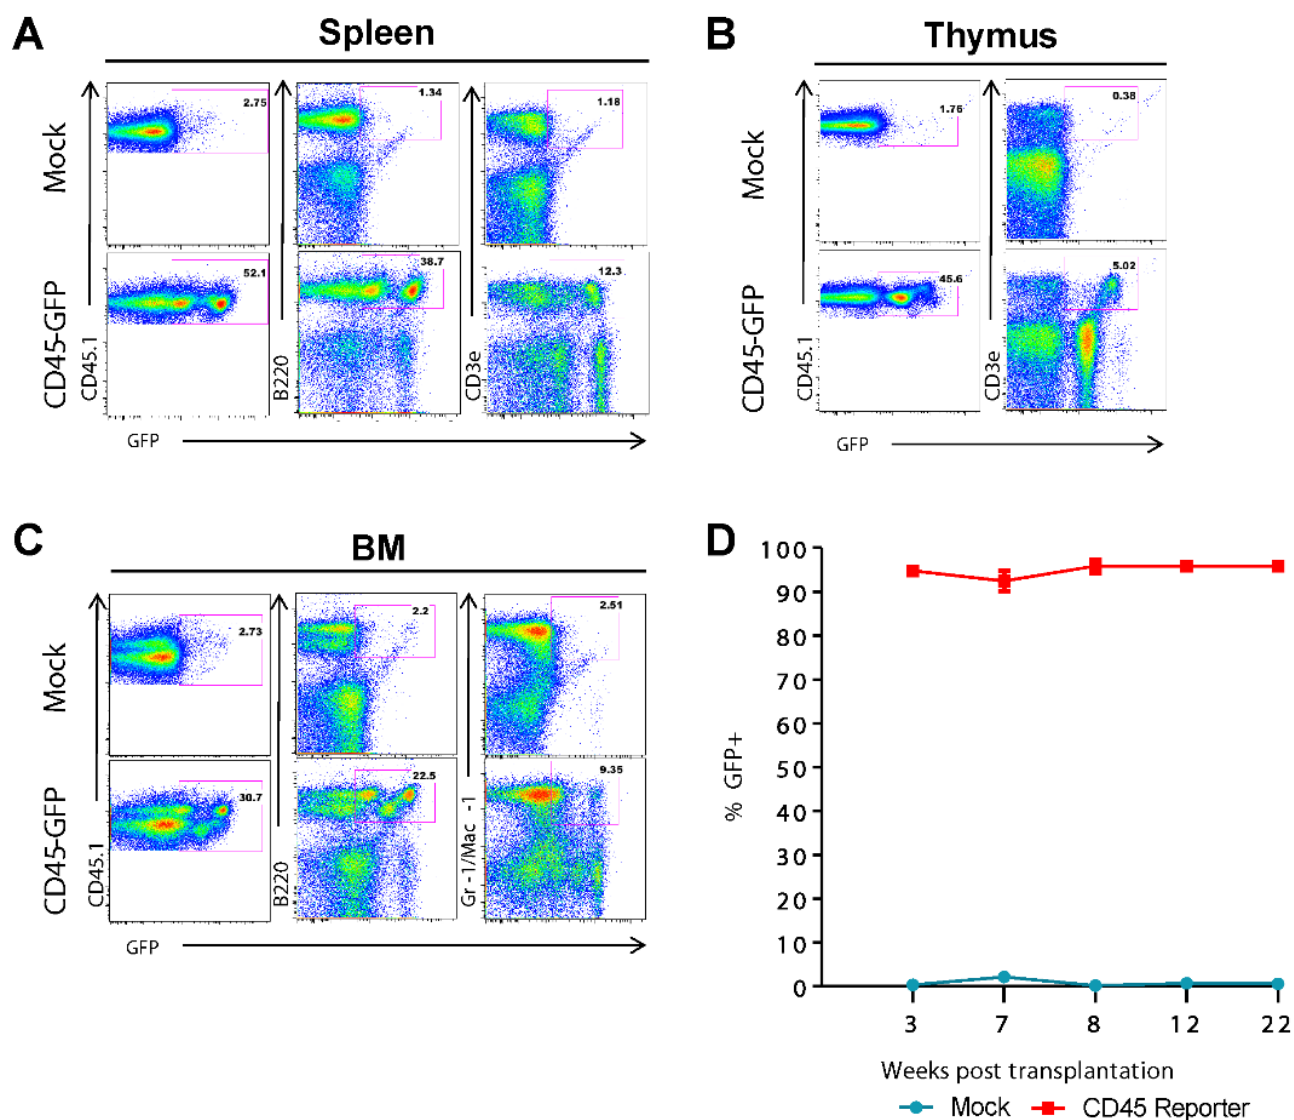 A
Spleen
Mock
CD45-GFP
2.75
1.34
1.18
52.1
38.7
12.3
CD45.1
B220
CD3e
GFP
B
Thymus
Mock
CD45-GFP
1.76
0.38
45.6
5.02
CD45.1
CD3e
GFP
C
BM
Mock
CD45-GFP
2.73
2.2
2.51
30.7
22.5
9.35
CD45.1
B220
Gr -1/Mac -1
GFP
D
100
90
80
70
60
50
40
30
20
10
0
% GFP+
3 7 8 12 22
Weeks post transplantation
Mock CD45 Reporter